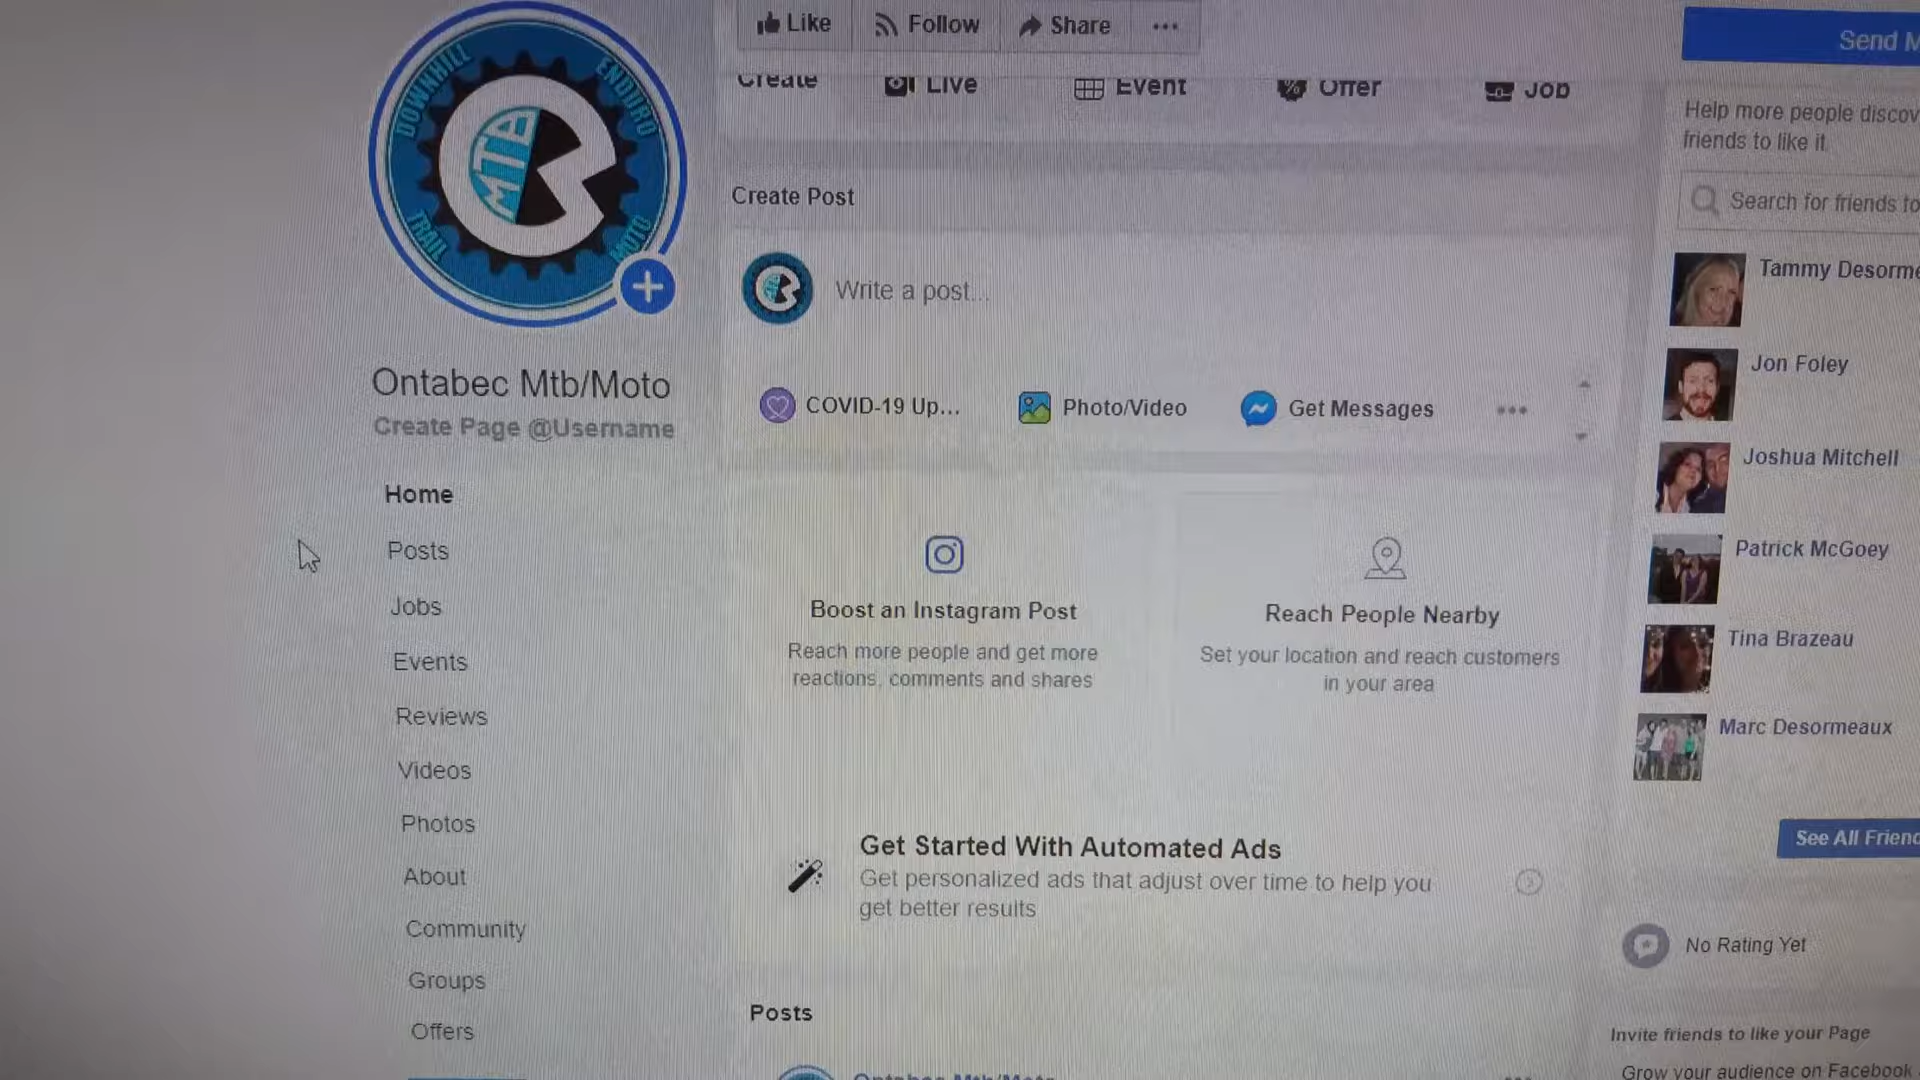 Like
Follow
Share
Send M
Create
Live
Event
Offer
Job
DOWNHILL
ENDURO
TRAIL
MOTO
MTB
Ontabec Mtb/Moto
Create Page @Username
Home
Posts
Jobs
Events
Reviews
Videos
Photos
About
Community
Groups
Offers
Create Post
Write a post...
COVID-19 Up...
Photo/Video
Get Messages
Boost an Instagram Post
Reach more people and get more
reactions, comments and shares
Reach People Nearby
Set your location and reach customers
in your area
Get Started With Automated Ads
Get personalized ads that adjust over time to help you
get better results
Posts
Ontabec Mtb/Moto
Help more people discov
friends to like it.
Search for friends to
Tammy Desorme
Jon Foley
Joshua Mitchell
Patrick McGoey
Tina Brazeau
Marc Desormeaux
See All Friend
No Rating Yet
Invite friends to like your Page
Grow your audience on Facebook